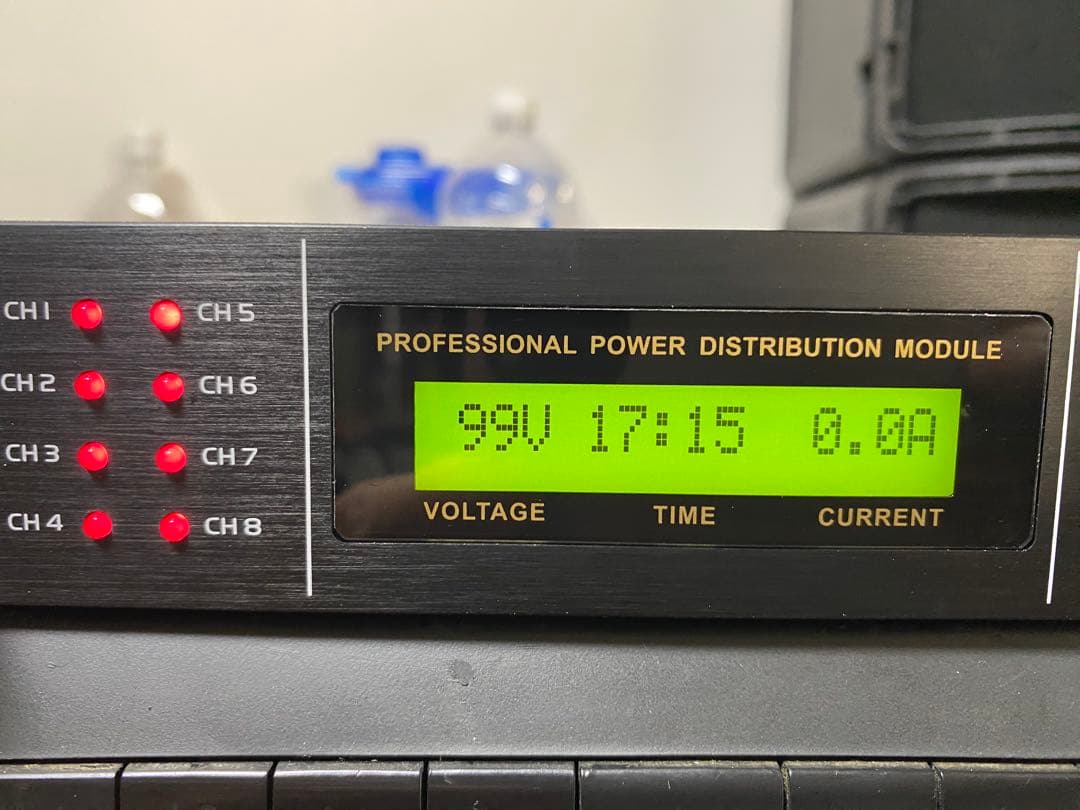 CH1 CH5
CH2 CH6
CH3 CH7
CH4 CH8
PROFESSIONAL POWER DISTRIBUTION MODULE
99V 17:15 0.0A
VOLTAGE TIME CURRENT